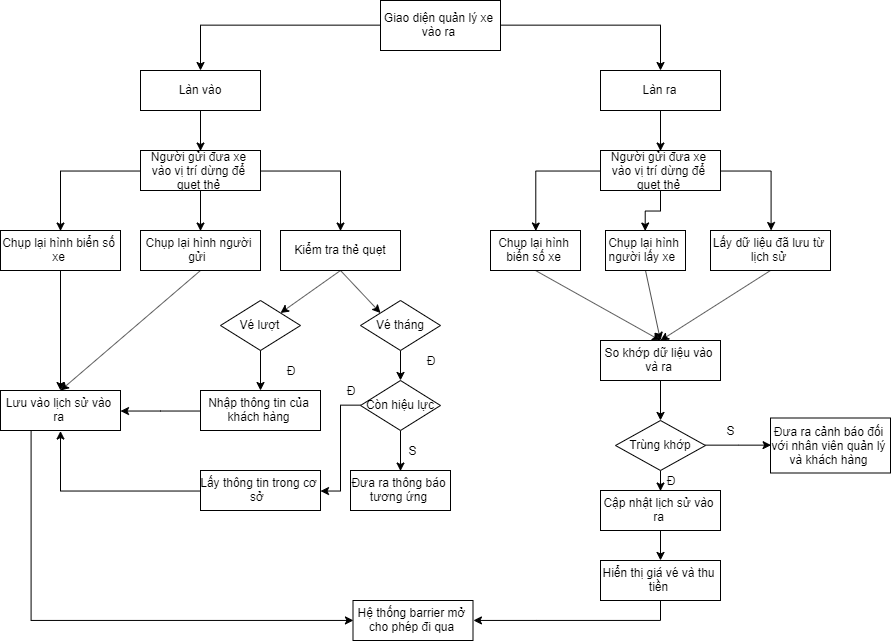 Giao diện quản lý xe
vào ra
Làn vào
Làn ra
Người gửi đưa xe
vào vị trí dừng để
quẹt thẻ
Người gửi đưa xe
vào vị trí dừng để
quẹt thẻ
Chụp lại hình biển số
xe
Chụp lại hình người
gửi
Kiểm tra thẻ quẹt
Chụp lại hình
biển số xe
Chụp lại hình
người lấy xe
Lấy dữ liệu đã lưu từ
lịch sử
Vé lượt
Vé tháng
So khớp dữ liệu vào
và ra
Đ
Đ
Lưu vào lịch sử vào
ra
Nhập thông tin của
khách hàng
Đ
Còn hiệu lực
S
Trùng khớp
S
Đưa ra cảnh báo đối
với nhân viên quản lý
và khách hàng
Đ
Lấy thông tin trong cơ
sở
Đưa ra thông báo
tương ứng
Cập nhật lịch sử vào
ra
Hiển thị giá vé và thu
tiền
Hệ thống barrier mở
cho phép đi qua